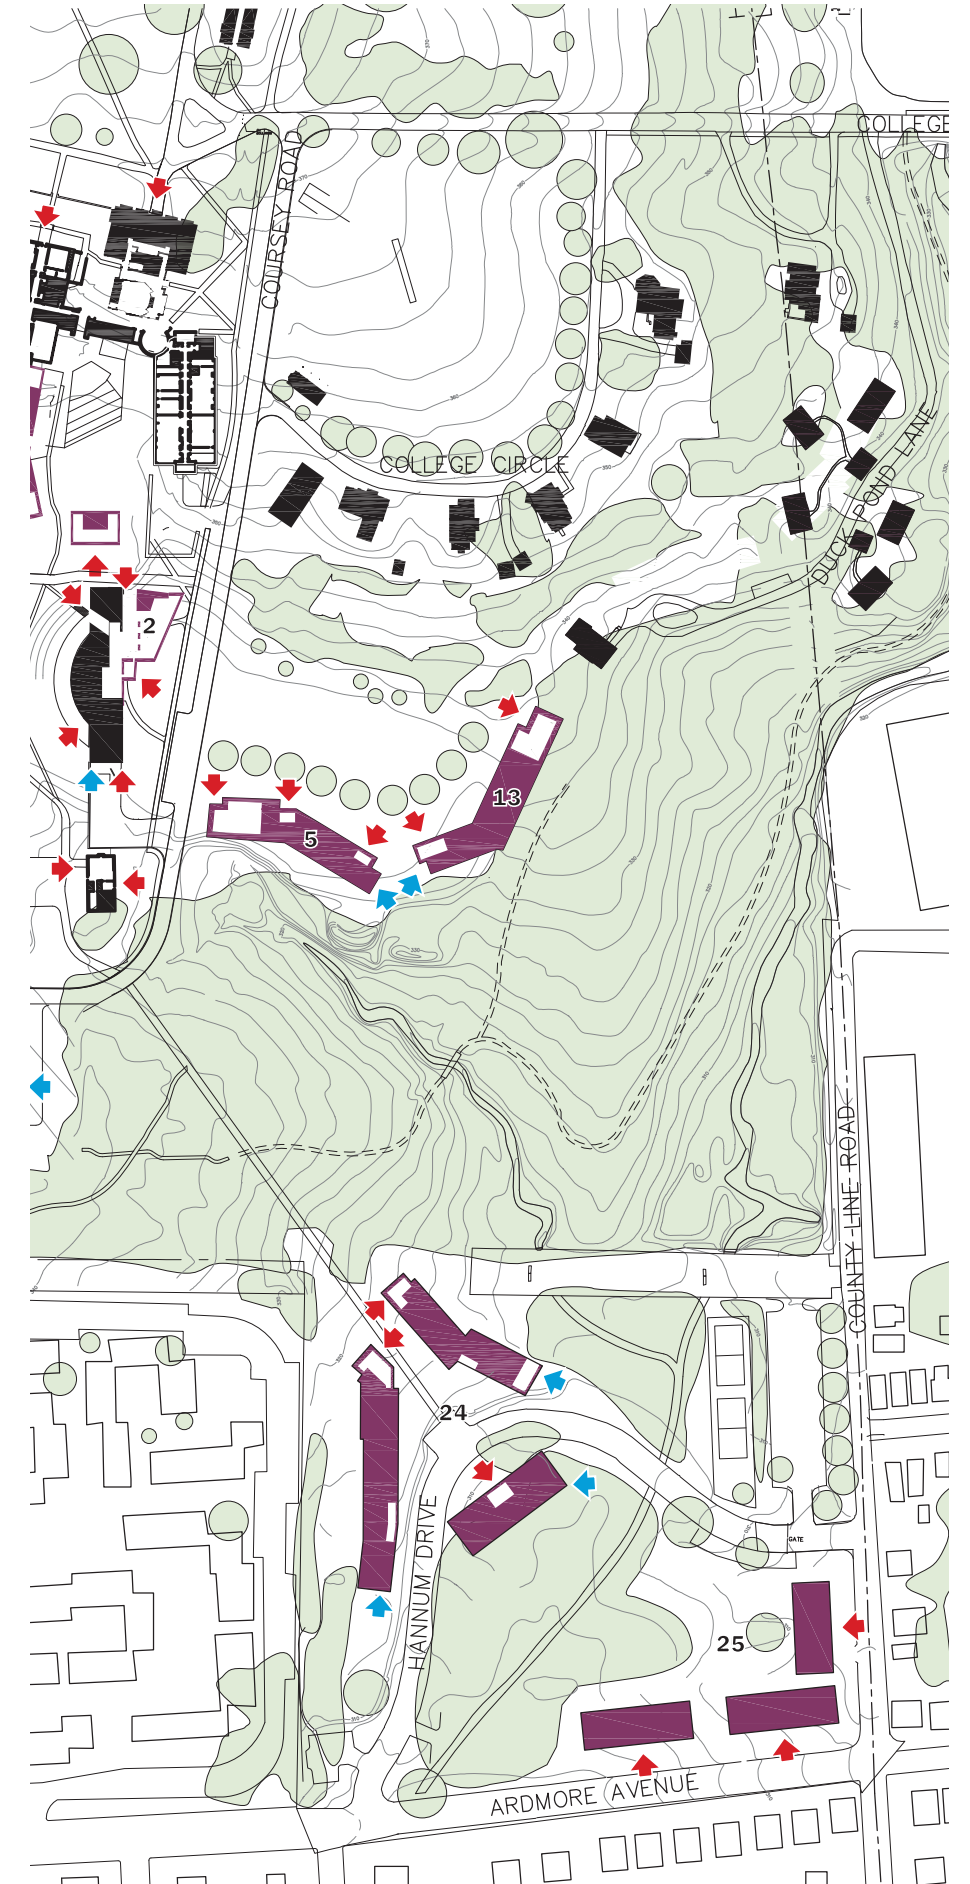 COLLEGE
COURSEY ROAD
COLLEGE CIRCLE
DUCK POND LANE
2
13
5
COUNTY LINE ROAD
24
HANNUM DRIVE
GATE
25
ARDMORE AVENUE